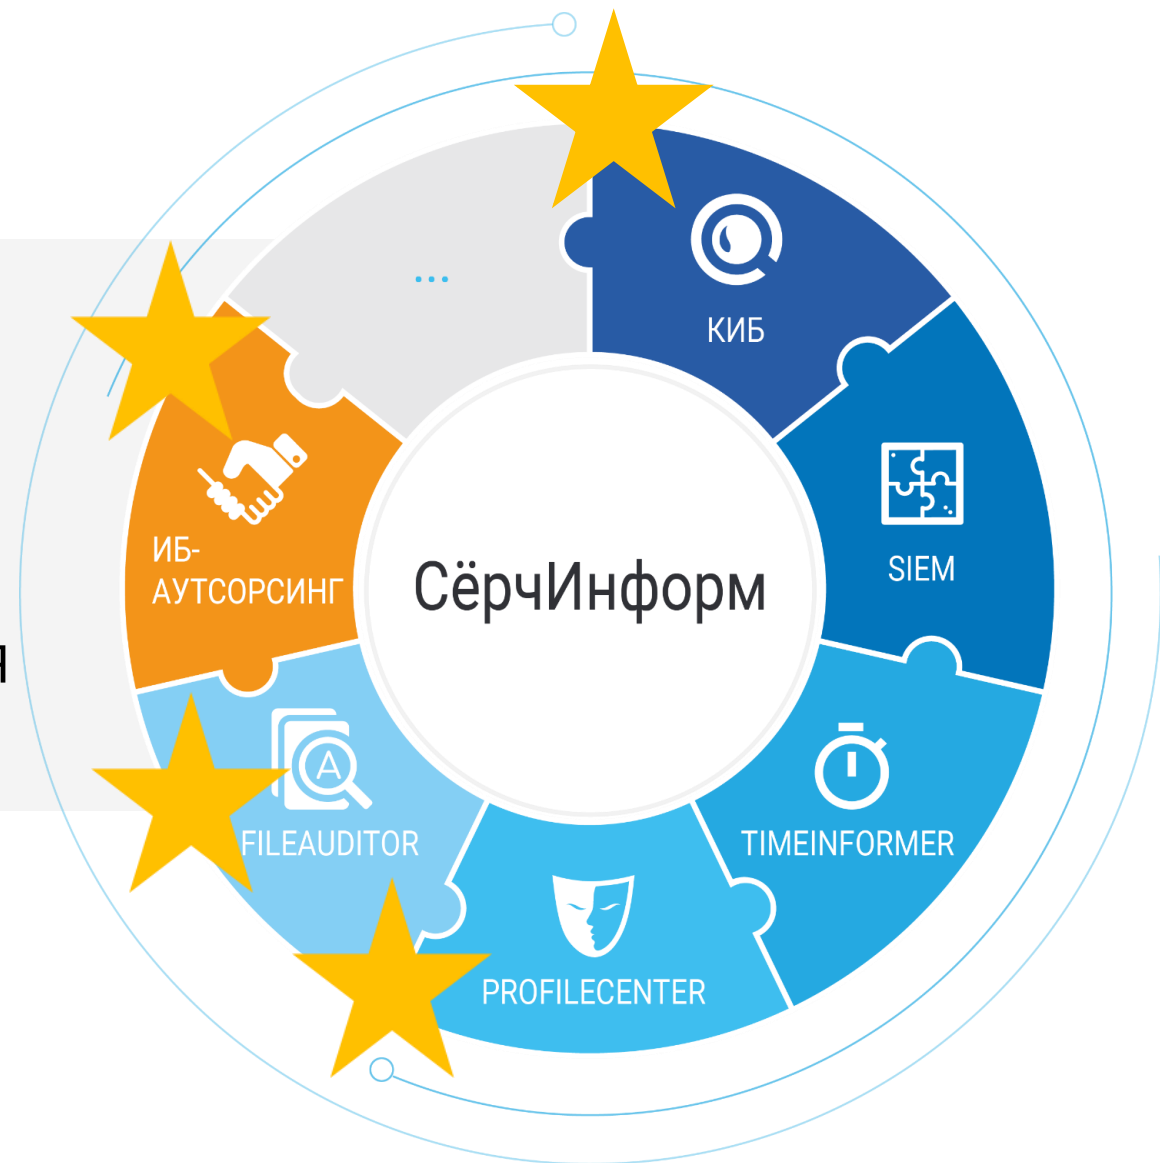 ...
КИБ
SIEM
ИБ-
АУТСОРСИНГ
СёрчИнформ
Я
A
FILEAUDITOR
TIMEINFORMER
PROFILECENTER